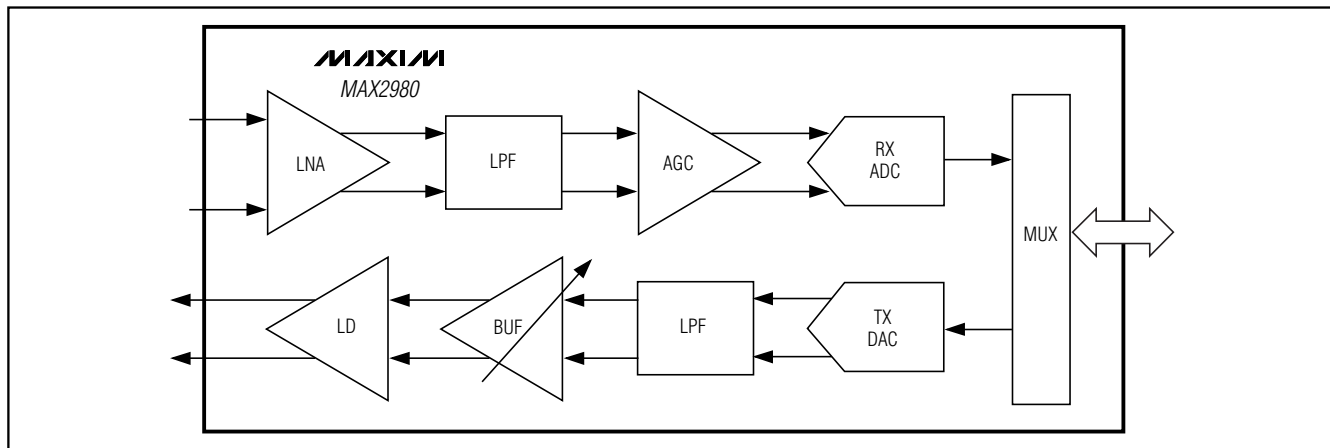 MAXIM
MAX2980
LNA
LPF
AGC
RX
ADC
MUX
LD
BUF
LPF
TX
DAC